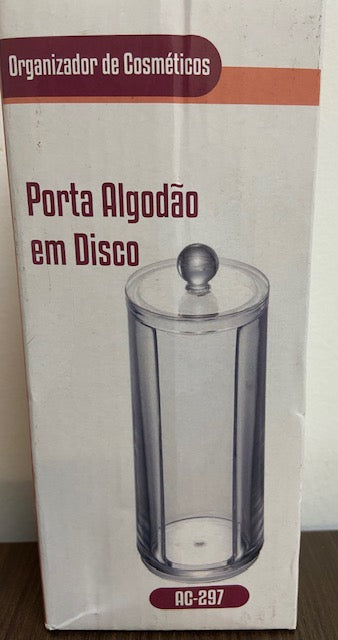 Organizador de Cosméticos
Porta Algodão
em Disco
AC-297